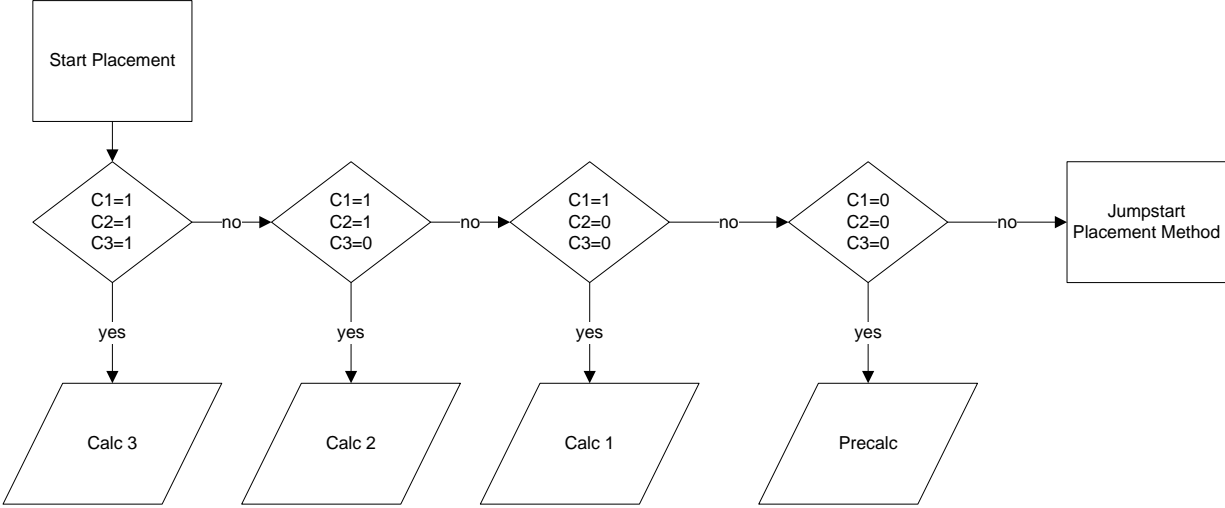 Start Placement
C1=1
C2=1
C3=1
no
C1=1
C2=1
C3=0
no
C1=1
C2=0
C3=0
no
C1=0
C2=0
C3=0
no
Jumpstart
Placement Method
yes
yes
yes
yes
Calc 3
Calc 2
Calc 1
Precalc